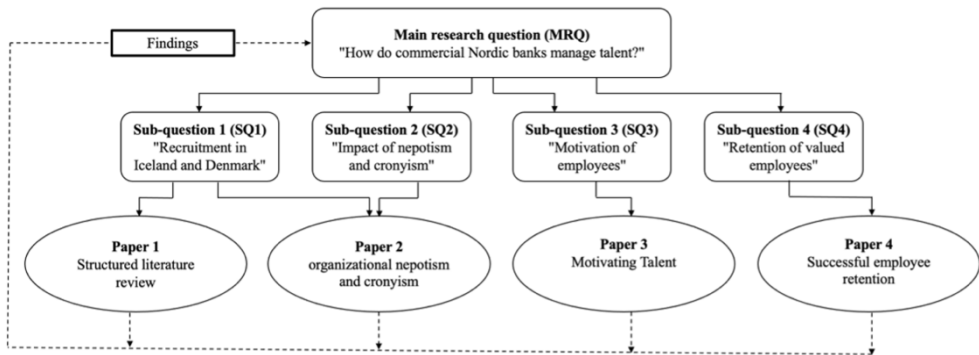 Findings
Main research question (MRQ)
"How do commercial Nordic banks manage talent?"
Sub-question 1 (SQ1)
"Recruitment in
Iceland and Denmark"
Sub-question 2 (SQ2)
"Impact of nepotism
and cronyism"
Sub-question 3 (SQ3)
"Motivation of
employees"
Sub-question 4 (SQ4)
"Retention of valued
employees"
Paper 1
Structured literature
review
Paper 2
organizational nepotism
and cronyism
Paper 3
Motivating Talent
Paper 4
Successful employee
retention